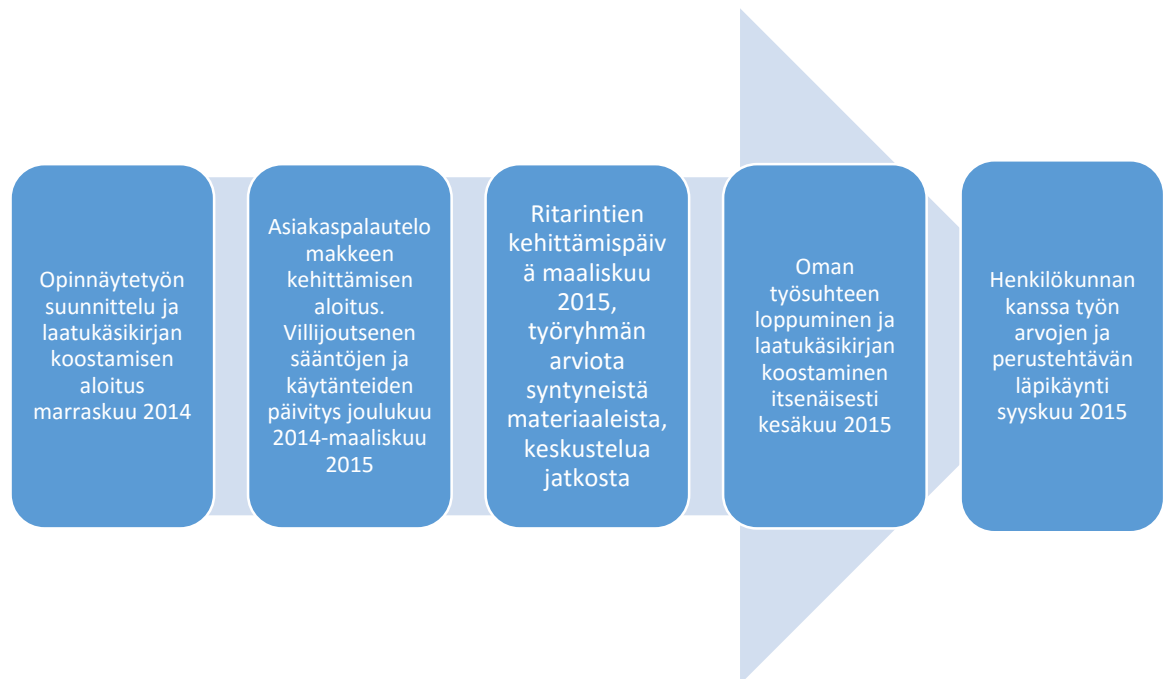 Opinnäytetyön
suunnittelu ja
laatukäsikirjan
koostamisen
aloitus
marraskuu 2014
Asiakaspalautelo
makkeen
kehittämisen
aloitus.
Villijoutsenen
sääntöjen ja
käytänteiden
päivitys joulukuu
2014-maaliskuu
2015
Ritarintien
kehittämispäiv
ä maaliskuu
2015,
työryhmän
arviota
syntyneistä
materiaaleista,
keskustelua
jatkosta
Oman
työsuhteen
loppuminen ja
laatukäsikirjan
koostaminen
itsenäisesti
kesäkuu 2015
Henkilökunnan
kanssa työn
arvojen ja
perustehtävän
läpikäynti
syyskuu 2015